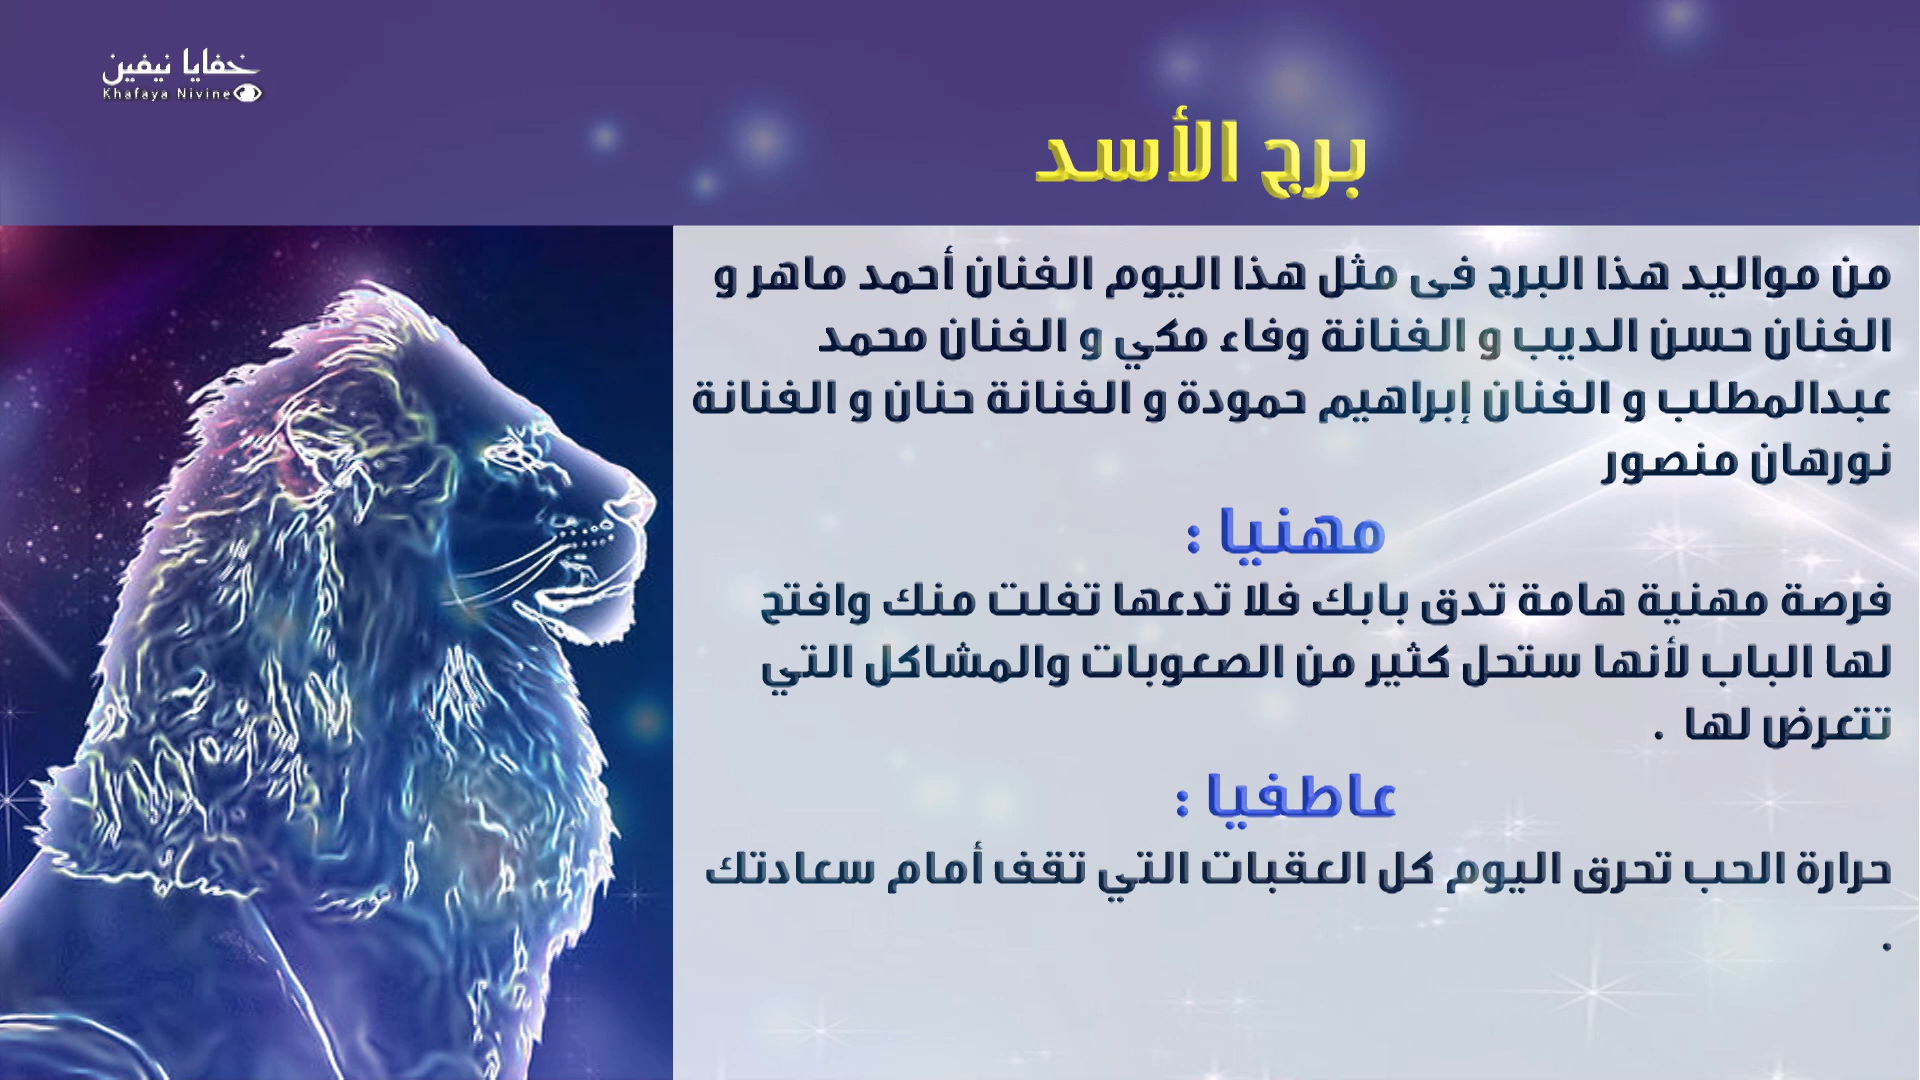 خفايا نيفين
Khafaya Nivine
برج الأسد
من مواليد هذا البرج فى مثل هذا اليوم الفنان أحمد ماهر و
الفنان حسن الديب و الفنانة وفاء مكي و الفنان محمد
عبدالمطلب و الفنان إبراهيم حمودة و الفنانة حنان و الفنانة
نورهان منصور
مهنيا :
فرصة مهنية هامة تدق بابك فلا تدعها تفلت منك وافتح
لها الباب لأنها ستحل كثير من الصعوبات والمشاكل التي
تتعرض لها .
عاطفيا :
حرارة الحب تحرق اليوم كل العقبات التي تقف أمام سعادتك
.